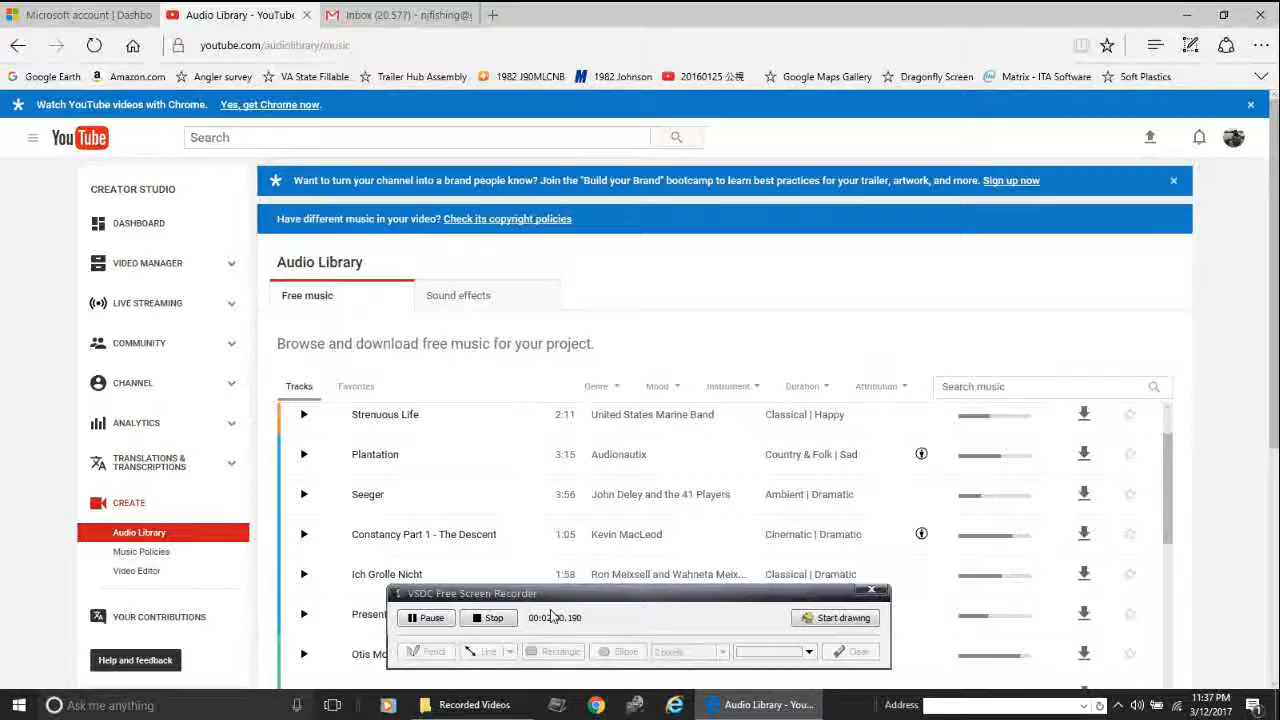 Microsoft account | Dashbo
Audio Library - YouTube
Inbox (20.577) - njfishing@g
youtube.com/audiolibrary/music
Google Earth
Amazon.com
Angler survey
VA State Fillable
Trailer Hub Assembly
1982 J90MLCNB
1982 Johnson
20160125 公視
Google Maps Gallery
Dragonfly Screen
Matrix - ITA Software
Soft Plastics
Watch YouTube videos with Chrome. Yes, get Chrome now.
YouTube
Search
CREATOR STUDIO
DASHBOARD
VIDEO MANAGER
LIVE STREAMING
COMMUNITY
CHANNEL
ANALYTICS
TRANSLATIONS &
TRANSCRIPTIONS
CREATE
Audio Library
Music Policies
Video Editor
YOUR CONTRIBUTIONS
Help and feedback
Want to turn your channel into a brand people know? Join the "Build your Brand" bootcamp to learn best practices for your trailer, artwork, and more. Sign up now
Have different music in your video? Check its copyright policies
Audio Library
Free music
Sound effects
Browse and download free music for your project.
Tracks
Favorites
Genre
Mood
Instrument
Duration
Attribution
Search music
Strenuous Life 2:11 United States Marine Band Classical | Happy
Plantation 3:15 Audionautix Country & Folk | Sad
Seeger 3:56 John Deley and the 41 Players Ambient | Dramatic
Constancy Part 1 - The Descent 1:05 Kevin MacLeod Cinematic | Dramatic
Ich Grolle Nicht 1:58 Ron Meixsell and Wahneta Meix... Classical | Dramatic
Present
Otis Mc
VSDC Free Screen Recorder
Pause
Stop
Start drawing
Pencil
Line
Rectangle
Ellipse
2 pixels
Clear
Ask me anything
Recorded Videos
Audio Library - You...
Address
11:37 PM
3/12/2017